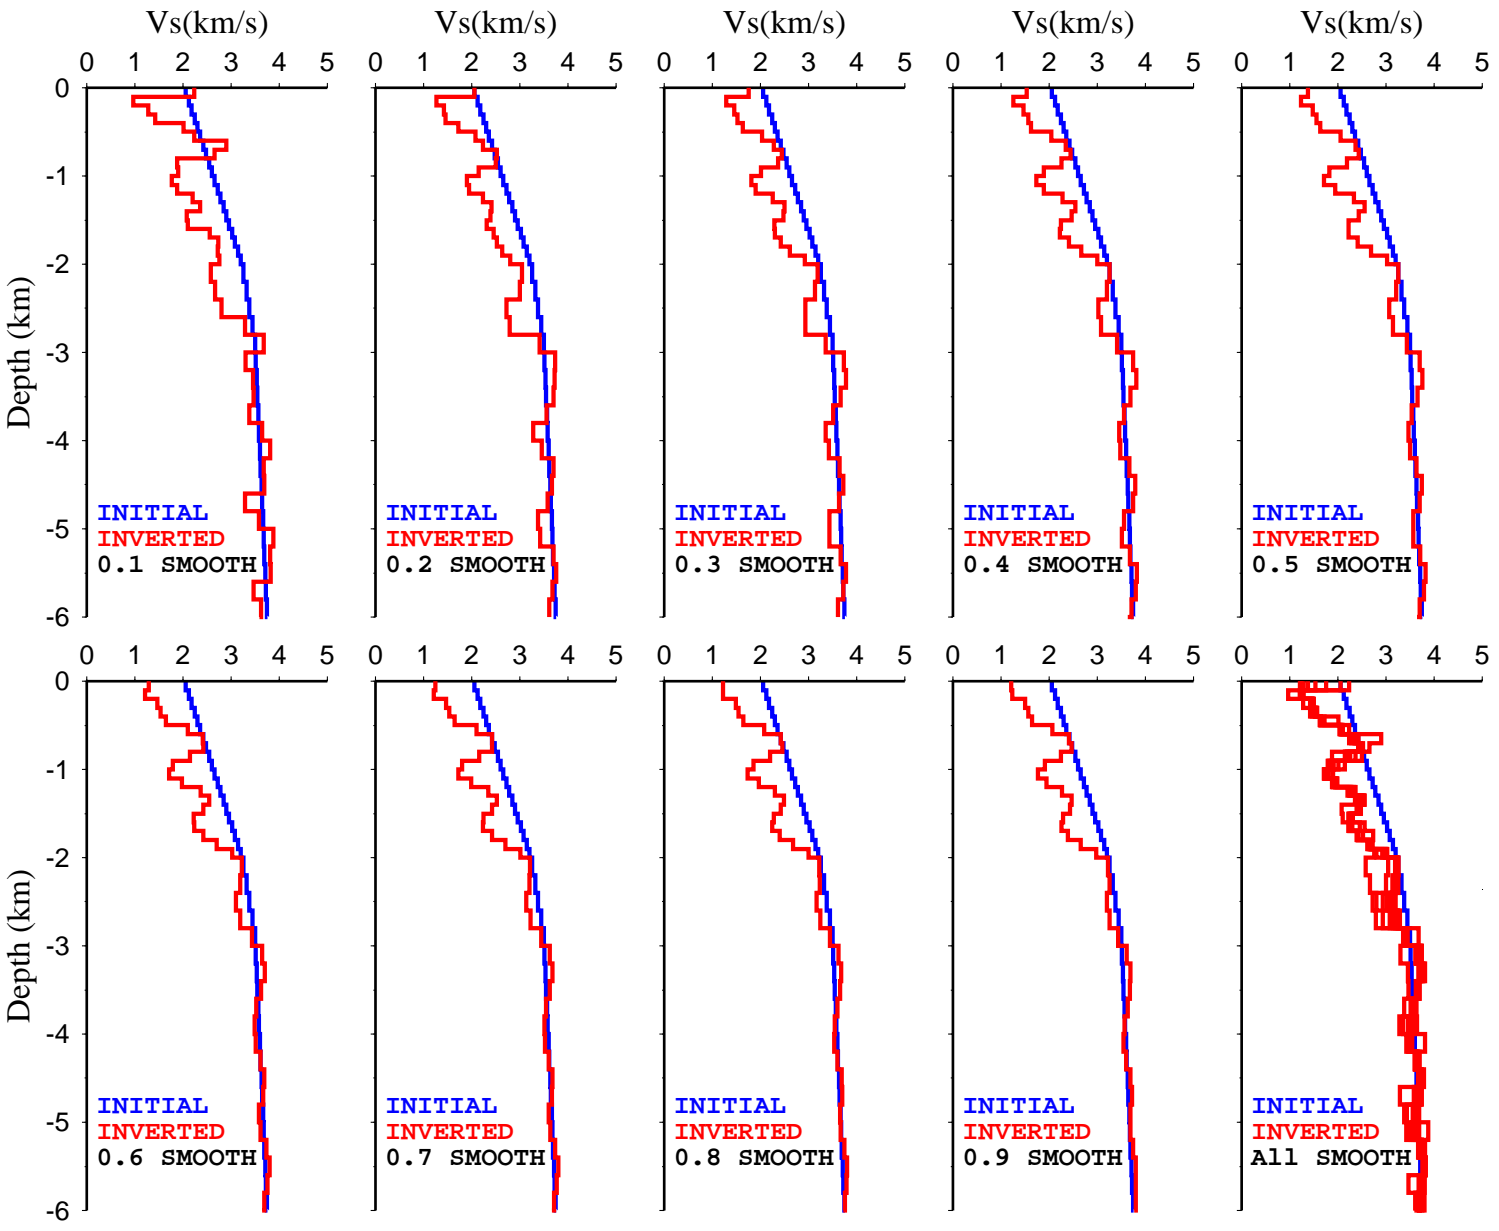 Vs(km/s) Vs(km/s) Vs(km/s) Vs(km/s) Vs(km/s)
0 1 2 3 4 5 0 1 2 3 4 5 0 1 2 3 4 5 0 1 2 3 4 5 0 1 2 3 4 5
0
-1
-2
-3
-4
-5
-6
Depth (km)
INITIAL
INVERTED
0.1 SMOOTH
INITIAL
INVERTED
0.2 SMOOTH
INITIAL
INVERTED
0.3 SMOOTH
INITIAL
INVERTED
0.4 SMOOTH
INITIAL
INVERTED
0.5 SMOOTH
0 1 2 3 4 5 0 1 2 3 4 5 0 1 2 3 4 5 0 1 2 3 4 5 0 1 2 3 4 5
0
-1
-2
-3
-4
-5
-6
Depth (km)
INITIAL
INVERTED
0.6 SMOOTH
INITIAL
INVERTED
0.7 SMOOTH
INITIAL
INVERTED
0.8 SMOOTH
INITIAL
INVERTED
0.9 SMOOTH
INITIAL
INVERTED
All SMOOTH